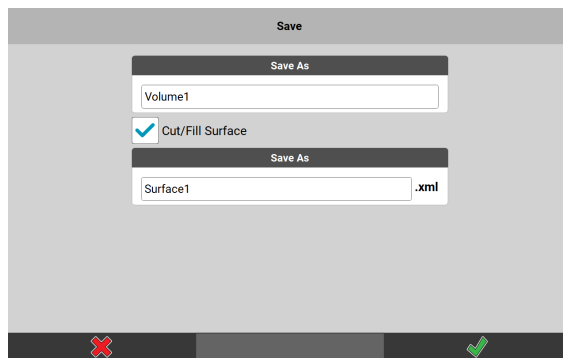 Save
Save As
Volume1
Cut/Fill Surface
Save As
Surface1 .xml